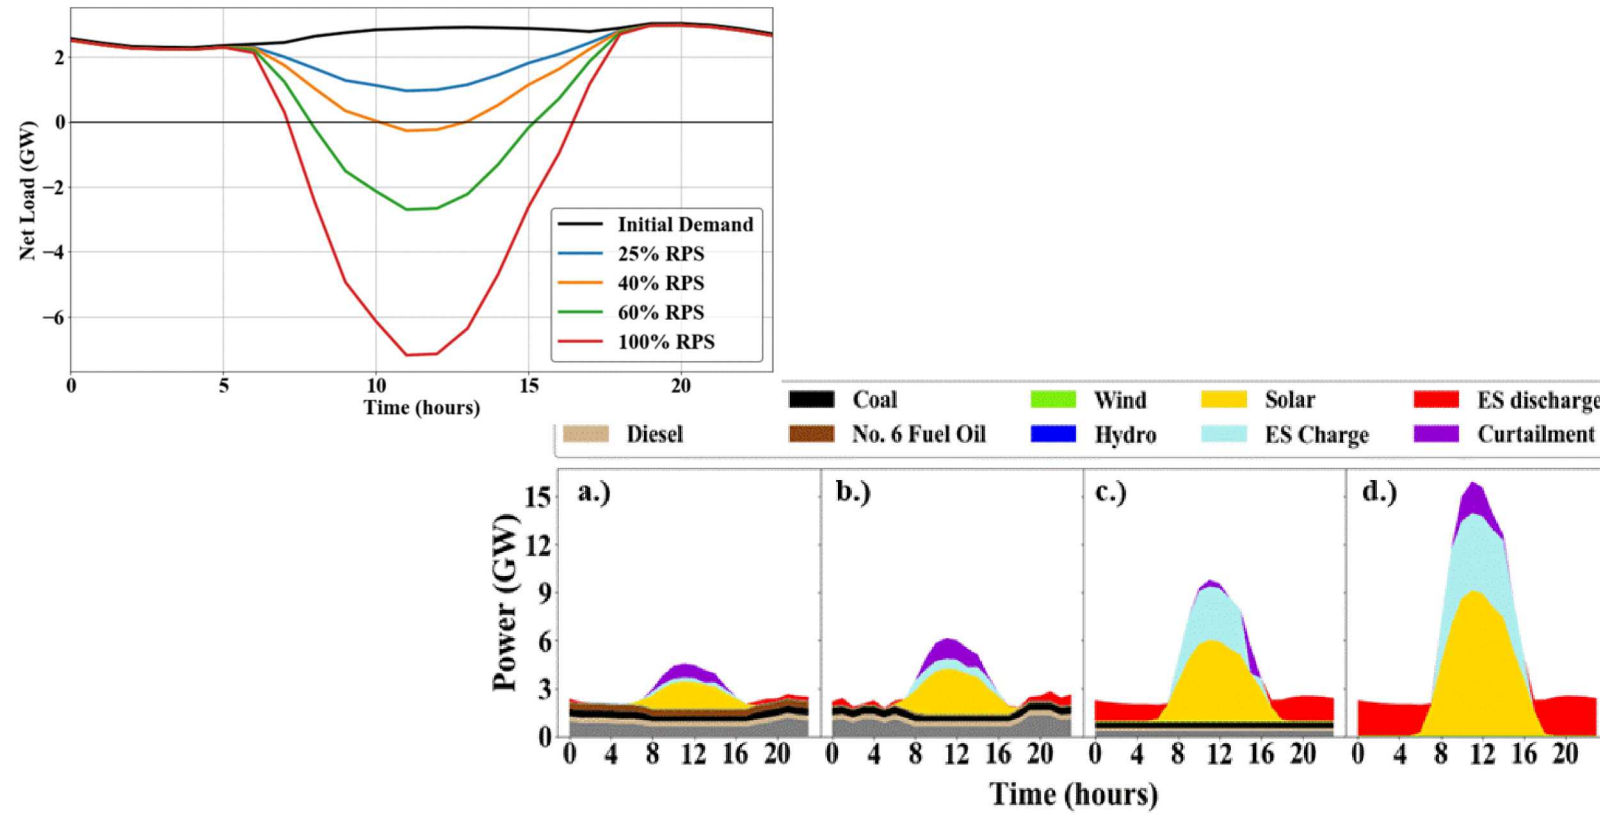 2
0
−2
−4
−6
Net Load (GW)
Initial Demand
25% RPS
40% RPS
60% RPS
100% RPS
0 5 10 15 20
Time (hours)
Coal Wind Solar ES discharge
Diesel No. 6 Fuel Oil Hydro ES Charge Curtailment
a.) b.) c.) d.)
15
12
9
6
3
0
Power (GW)
0 4 8 12 16 20 0 4 8 12 16 20 0 4 8 12 16 20 0 4 8 12 16 20
Time (hours)